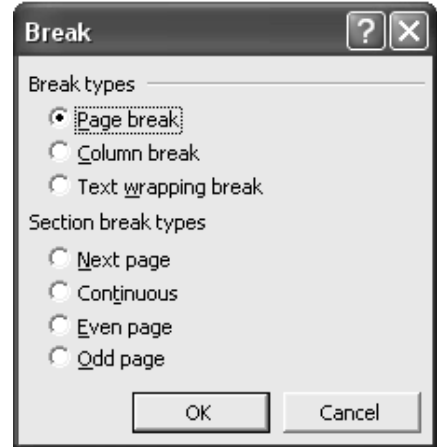 Break
Break types
Page break
Column break
Text wrapping break
Section break types
Next page
Continuous
Even page
Odd page
OK Cancel